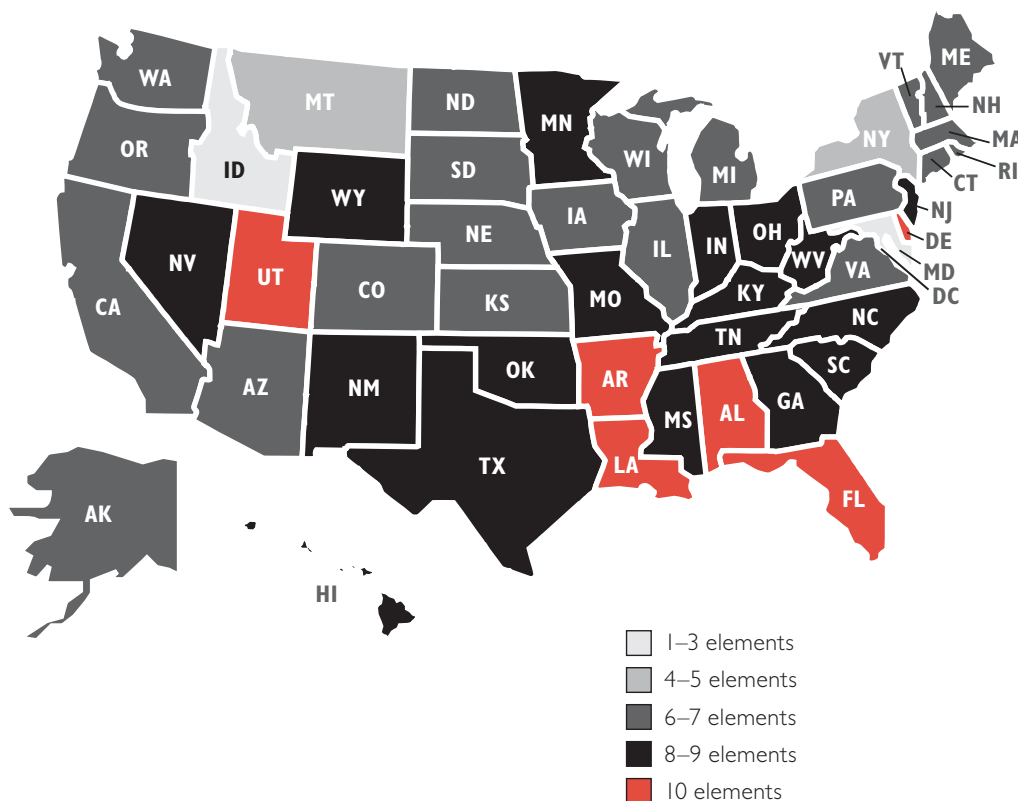 WA
MT
ND
MN
VT
ME
NH
OR
ID
SD
WI
MI
NY
MA
RI
CT
WY
IA
PA
NJ
NV
UT
NE
IL
IN
OH
DE
CA
CO
KS
MO
WV
VA
MD
DC
KY
NC
AZ
NM
OK
AR
TN
SC
MS
AL
GA
TX
LA
FL
AK
HI
1–3 elements
4–5 elements
6–7 elements
8–9 elements
10 elements